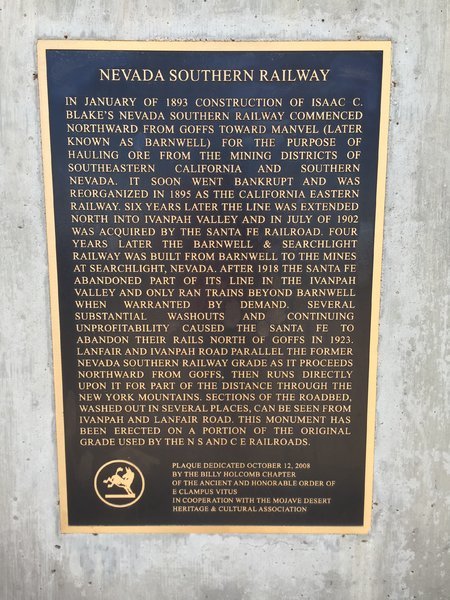 NEVADA SOUTHERN RAILWAY
IN JANUARY OF 1893 CONSTRUCTION OF ISAAC C.
BLAKE'S NEVADA SOUTHERN RAILWAY COMMENCED
NORTHWARD FROM GOFFS TOWARD MANVEL (LATER
KNOWN AS BARNWELL) FOR THE PURPOSE OF
HAULING ORE FROM THE MINING DISTRICTS OF
SOUTHEASTERN CALIFORNIA AND SOUTHERN
NEVADA. IT SOON WENT BANKRUPT AND WAS
REORGANIZED IN 1895 AS THE CALIFORNIA EASTERN
RAILWAY. SIX YEARS LATER THE LINE WAS EXTENDED
NORTH INTO IVANPAH VALLEY AND IN JULY OF 1902
WAS ACQUIRED BY THE SANTA FE RAILROAD. FOUR
YEARS LATER THE BARNWELL & SEARCHLIGHT
RAILWAY WAS BUILT FROM BARNWELL TO THE MINES
AT SEARCHLIGHT, NEVADA. AFTER 1918 THE SANTA FE
ABANDONED PART OF ITS LINE IN THE IVANPAH
VALLEY AND ONLY RAN TRAINS BEYOND BARNWELL
WHEN WARRANTED BY DEMAND. SEVERAL
SUBSTANTIAL WASHOUTS AND CONTINUING
UNPROFITABILITY CAUSED THE SANTA FE TO
ABANDON THEIR RAILS NORTH OF GOFFS IN 1923.
LANFAIR AND IVANPAH ROAD PARALLEL THE FORMER
NEVADA SOUTHERN RAILWAY GRADE AS IT PROCEEDS
NORTHWARD FROM GOFFS, THEN RUNS DIRECTLY
UPON IT FOR PART OF THE DISTANCE THROUGH THE
NEW YORK MOUNTAINS. SECTIONS OF THE ROADBED,
WASHED OUT IN SEVERAL PLACES, CAN BE SEEN FROM
IVANPAH AND LANFAIR ROAD. THIS MONUMENT HAS
BEEN ERECTED ON A PORTION OF THE ORIGINAL
GRADE USED BY THE N S AND C E RAILROADS.
PLAQUE DEDICATED OCTOBER 12, 2008
BY THE BILLY HOLCOMB CHAPTER
OF THE ANCIENT AND HONORABLE ORDER OF
E CLAMPUS VITUS
IN COOPERATION WITH THE MOJAVE DESERT
HERITAGE & CULTURAL ASSOCIATION